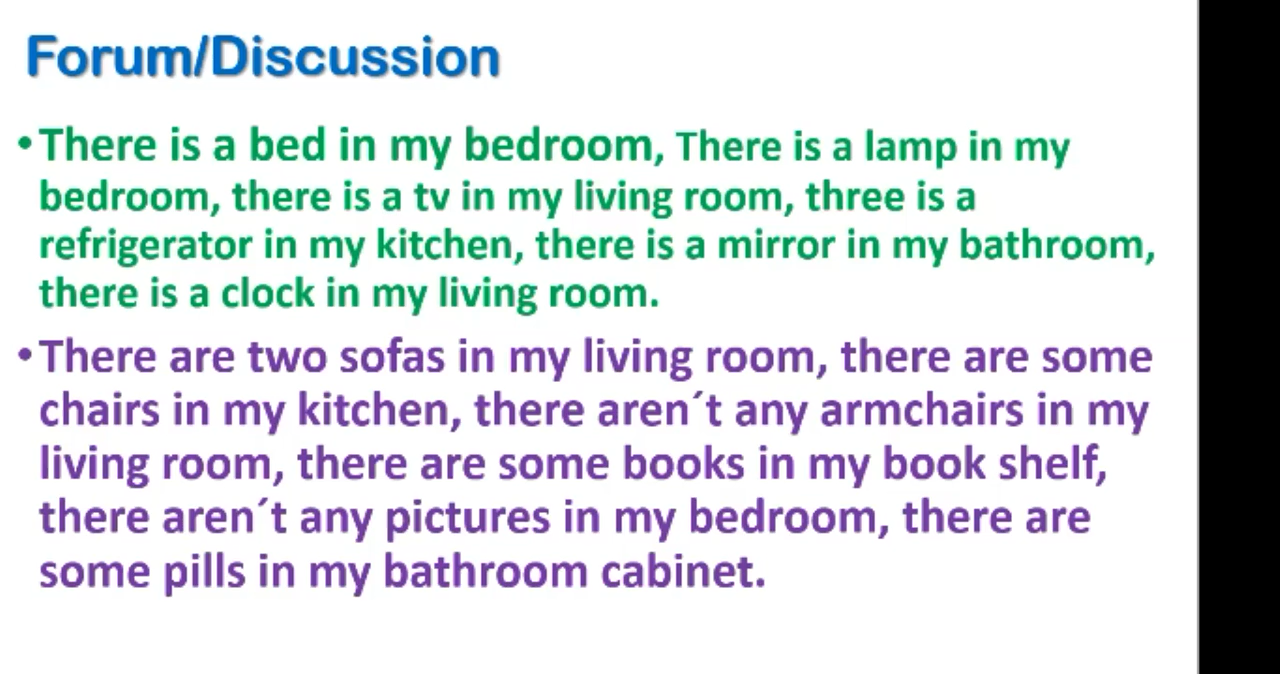 Forum/Discussion
•There is a bed in my bedroom, There is a lamp in my
bedroom, there is a tv in my living room, three is a
refrigerator in my kitchen, there is a mirror in my bathroom,
there is a clock in my living room.
•There are two sofas in my living room, there are some
chairs in my kitchen, there aren´t any armchairs in my
living room, there are some books in my book shelf,
there aren´t any pictures in my bedroom, there are
some pills in my bathroom cabinet.